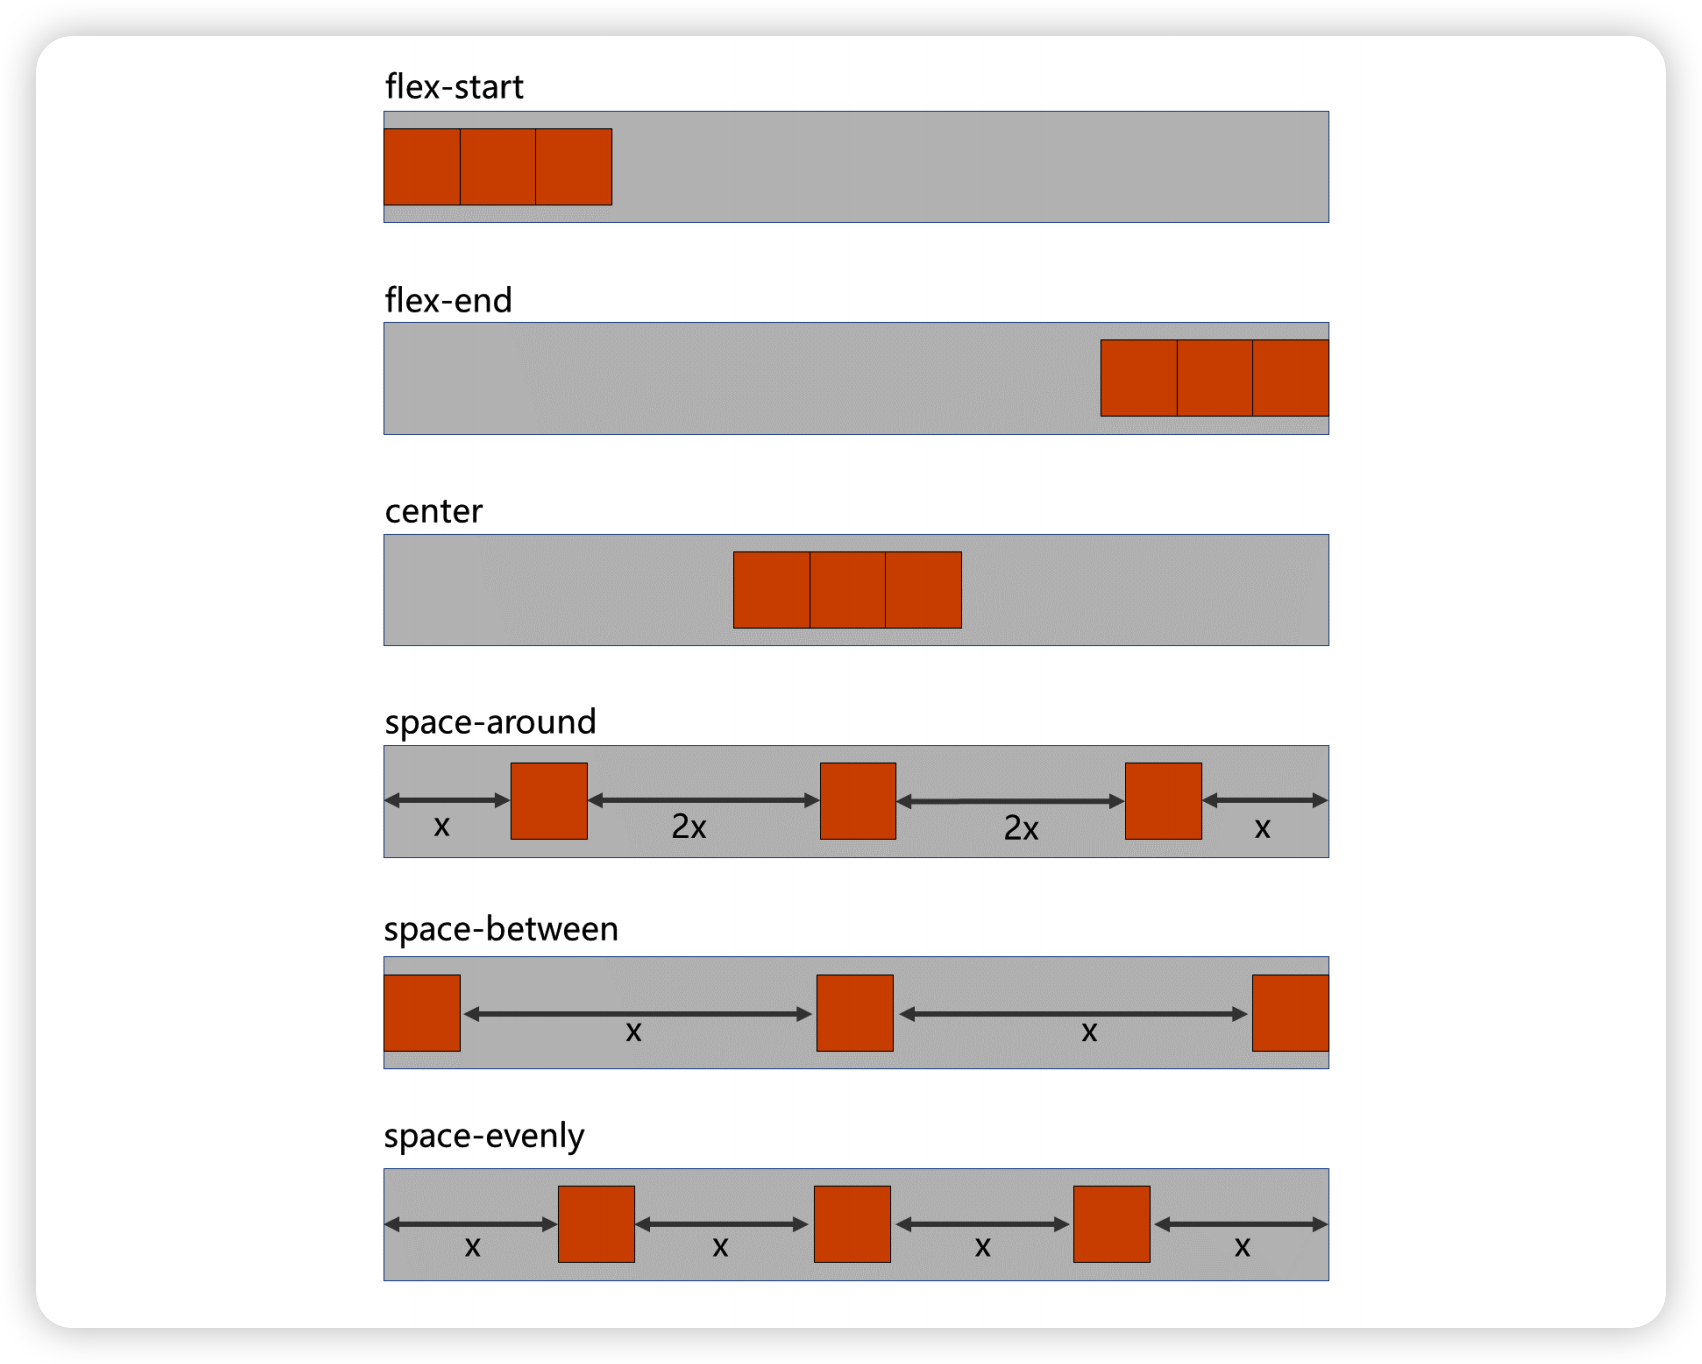 flex-start
flex-end
center
space-around
x 2x 2x x
space-between
x x
space-evenly
x x x x